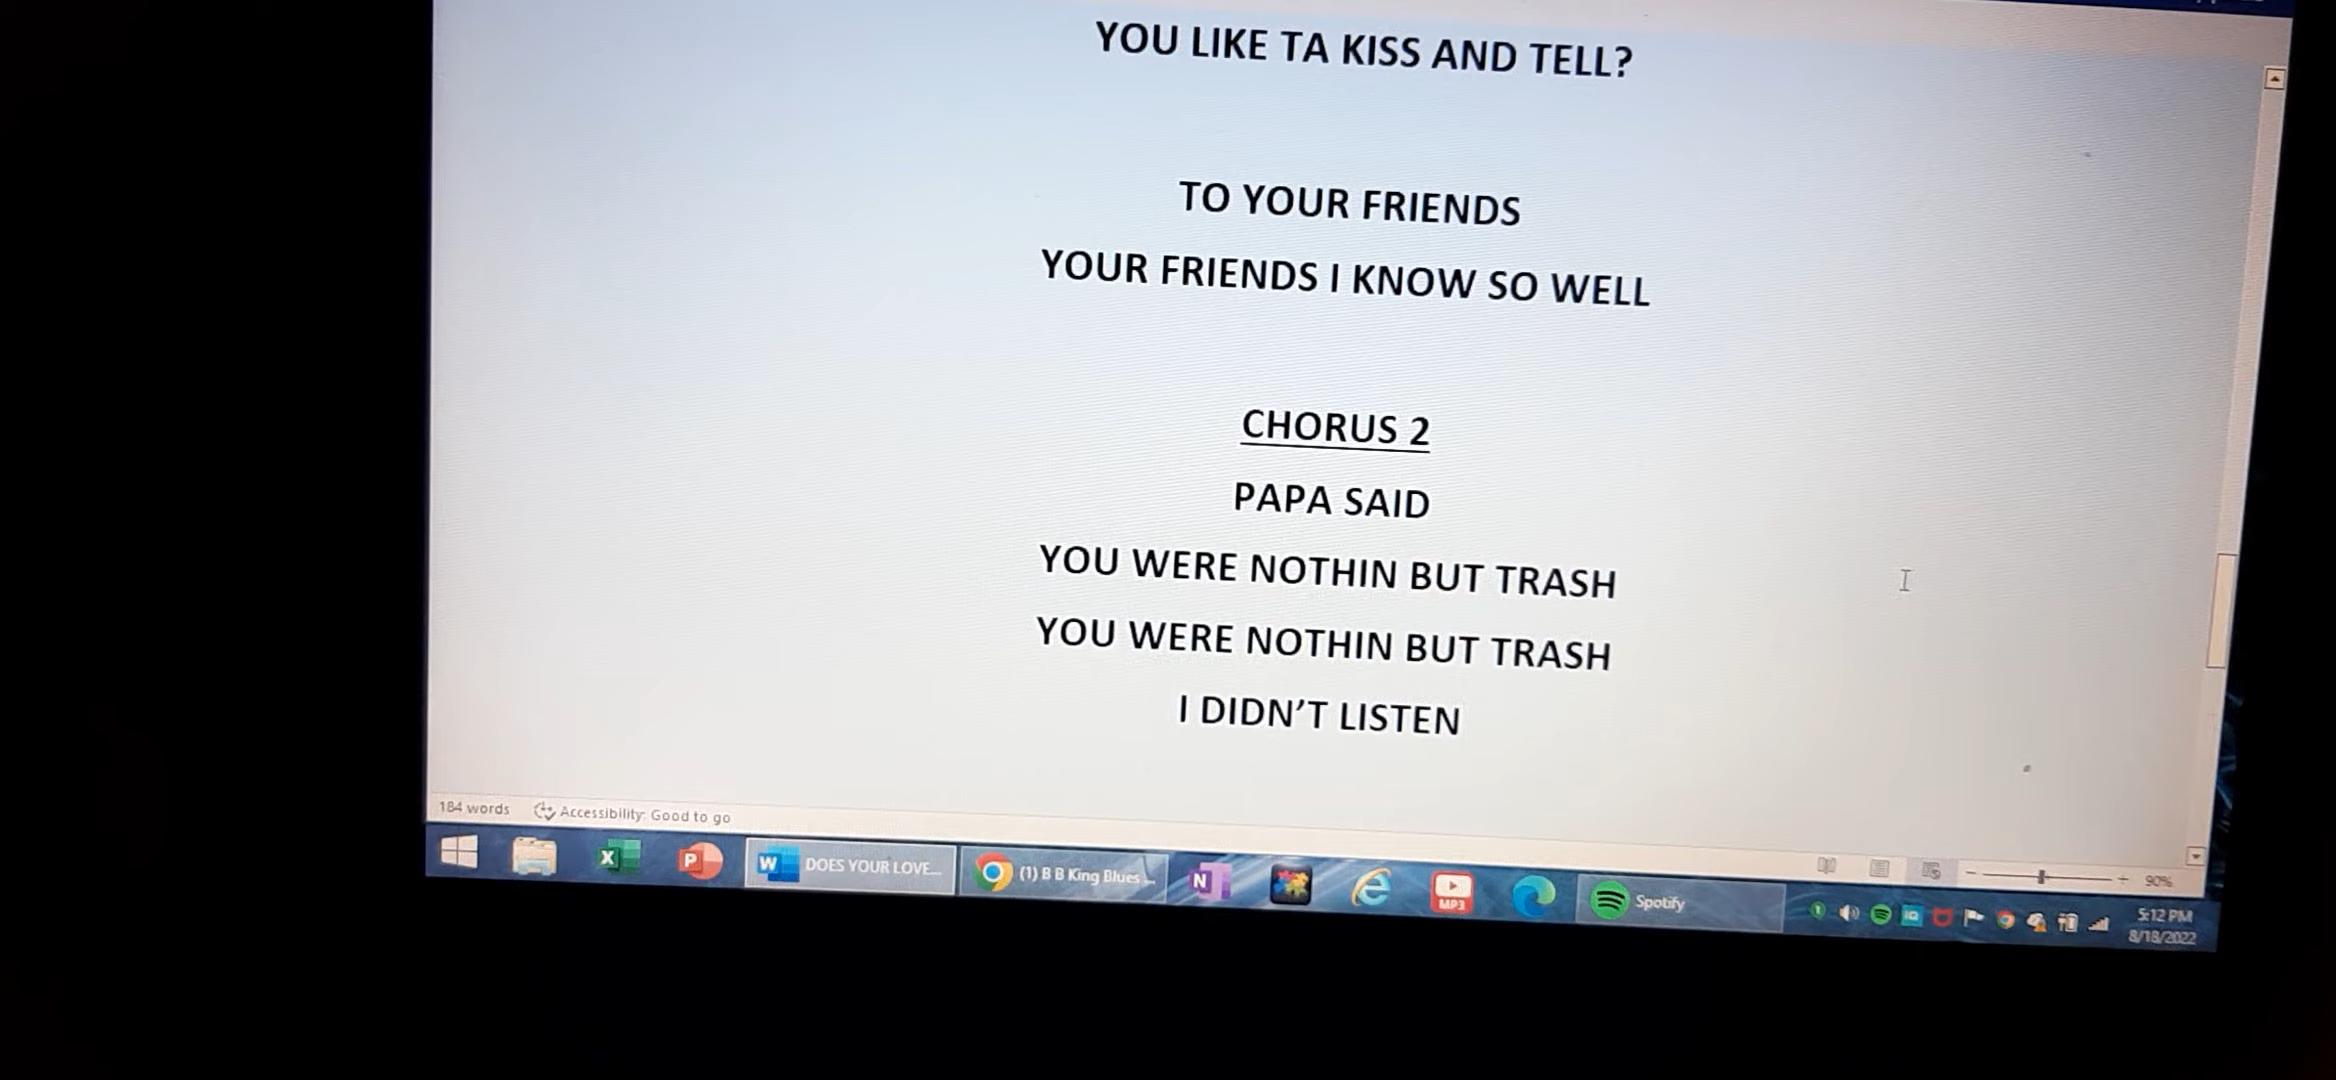 YOU LIKE TA KISS AND TELL?
TO YOUR FRIENDS
YOUR FRIENDS I KNOW SO WELL
CHORUS 2
PAPA SAID
YOU WERE NOTHIN BUT TRASH
YOU WERE NOTHIN BUT TRASH
I DIDN'T LISTEN
184 words Accessibility: Good to go
90%
DOES YOUR LOVE... (1) B B King Blues ... MP3 Spotify
5:12 PM
8/18/2022